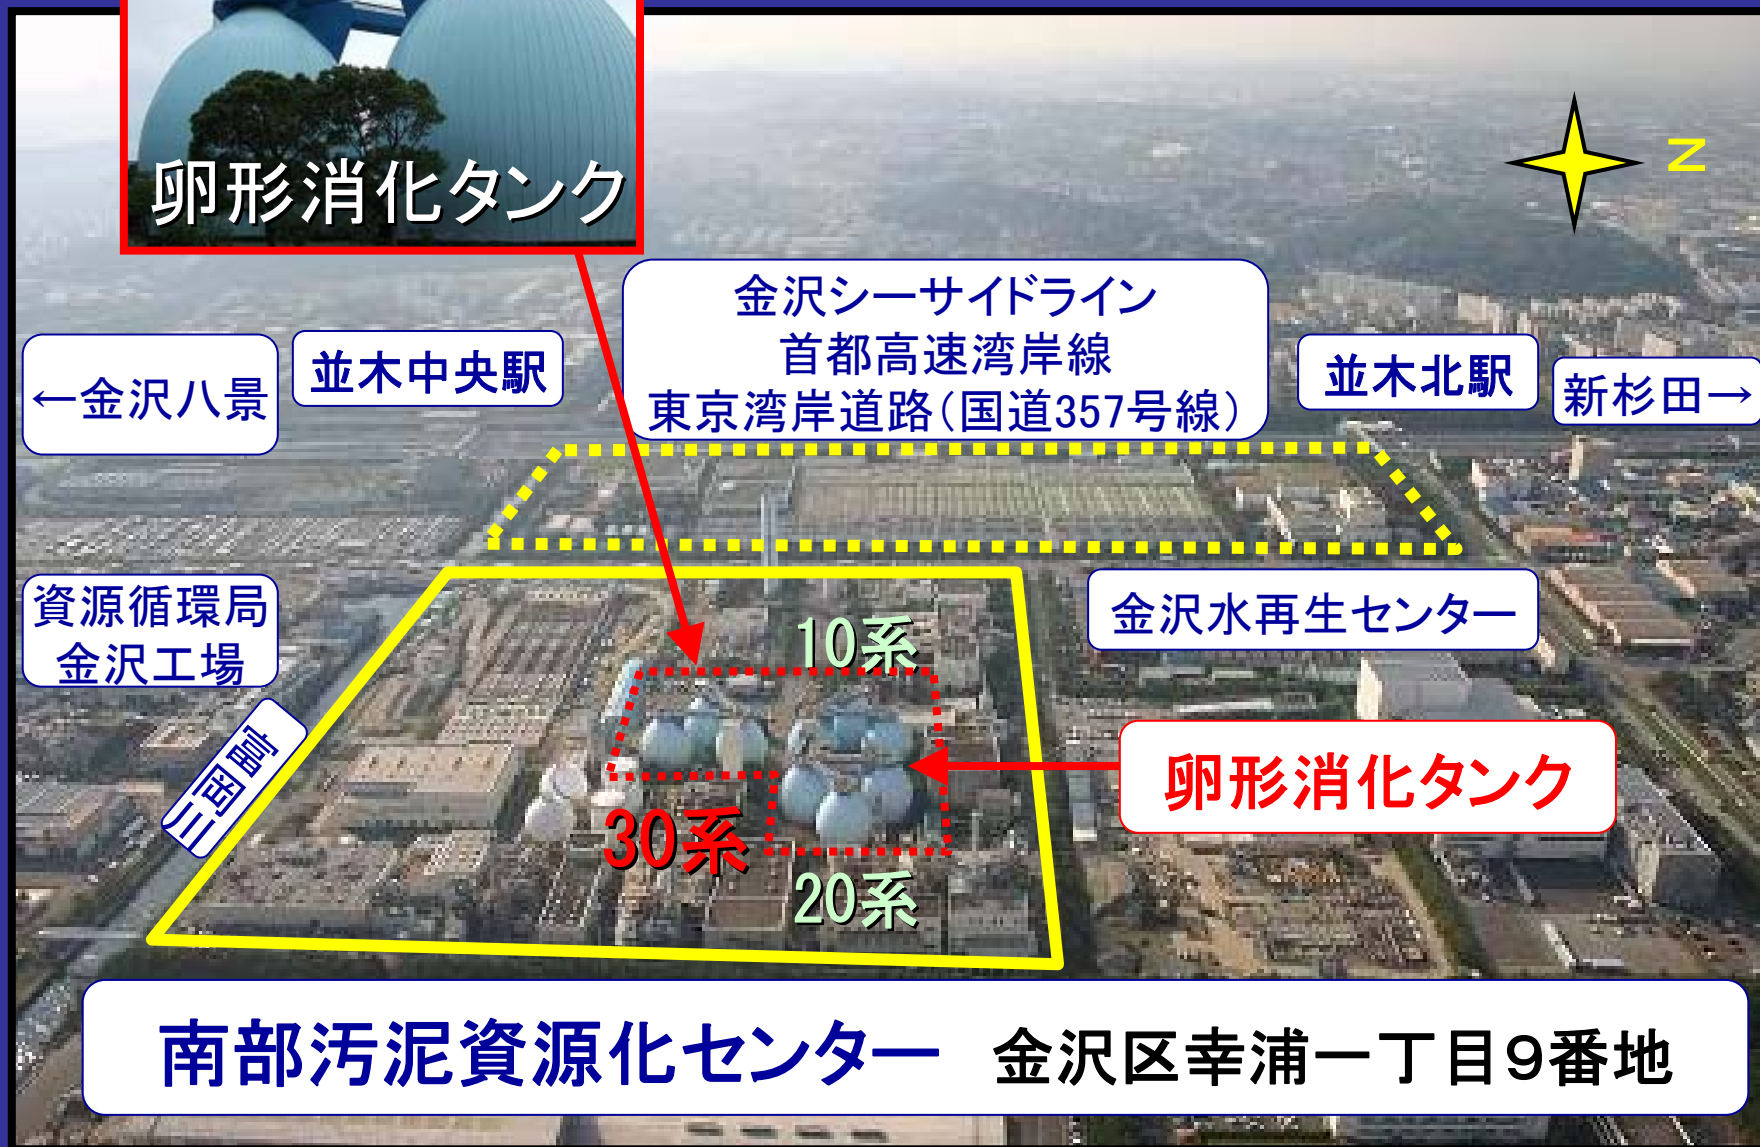 卵形消化タンク
N
金沢シーサイドライン
首都高速湾岸線
東京湾岸道路(国道357号線)
←金沢八景
並木中央駅
並木北駅
新杉田→
資源循環局
金沢工場
金沢水再生センター
10系
富岡川
卵形消化タンク
30系
20系
南部汚泥資源化センター 金沢区幸浦一丁目9番地